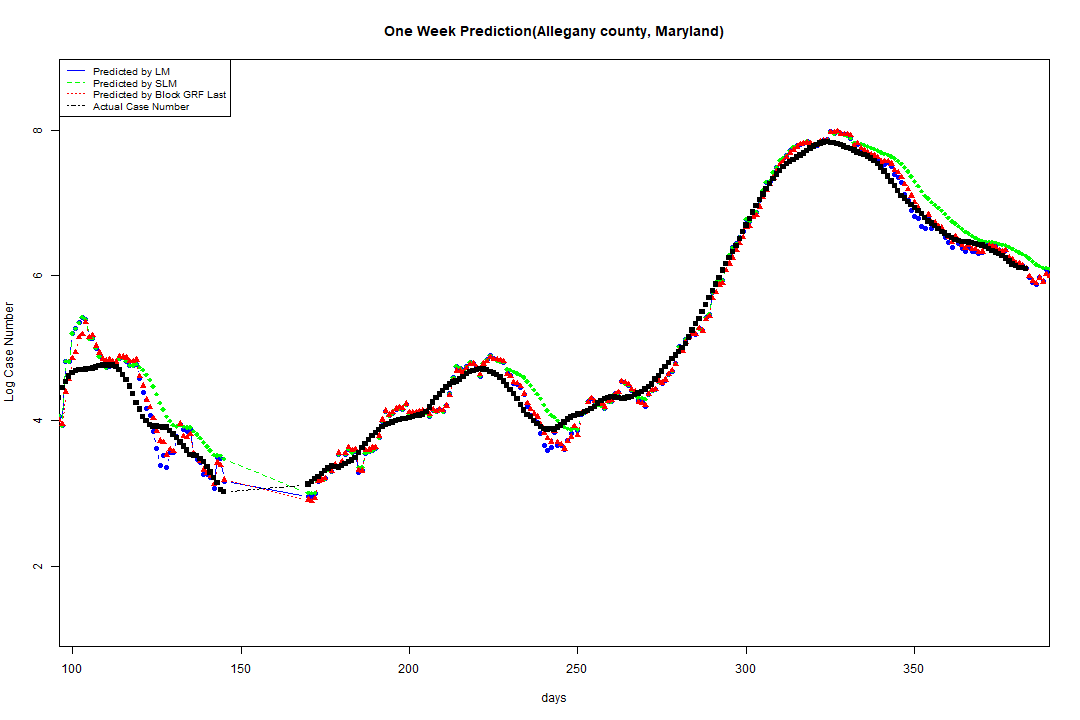 One Week Prediction(Allegany county, Maryland)
Predicted by LM
Predicted by SLM
Predicted by Block GRF Last
Actual Case Number
8
6
4
2
Log Case Number
100 150 200 250 300 350
days